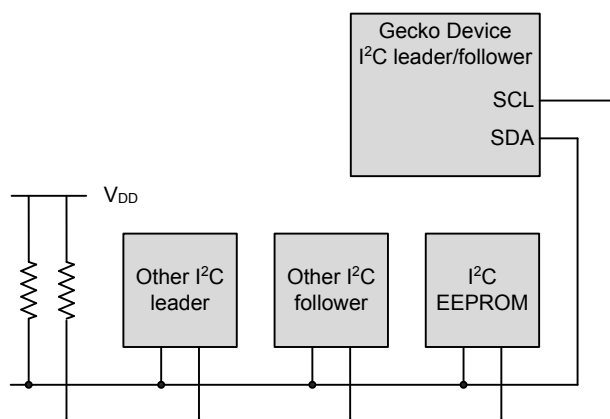 Gecko Device
I²C leader/follower
SCL
SDA
VDD
Other I²C
leader
Other I²C
follower
I²C
EEPROM